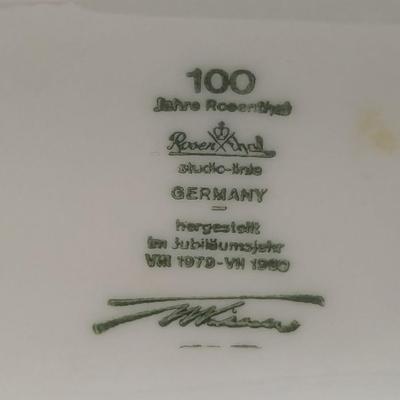 100
Jahre Rosenthal
Rosenthal
studio-linie
GERMANY
hergestellt
im Jubiläumsjahr
VIII 1979-VII 1980